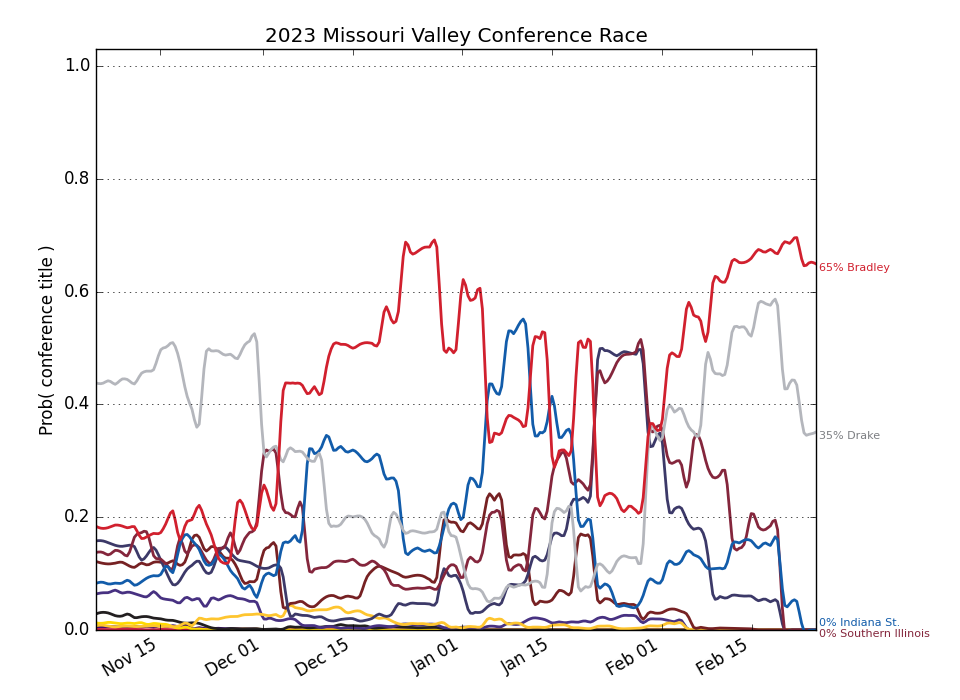 2023 Missouri Valley Conference Race
Prob( conference title )
1.0
0.8
0.6
0.4
0.2
0.0
65% Bradley
35% Drake
0% Indiana St.
0% Southern Illinois
Nov 15
Dec 01
Dec 15
Jan 01
Jan 15
Feb 01
Feb 15